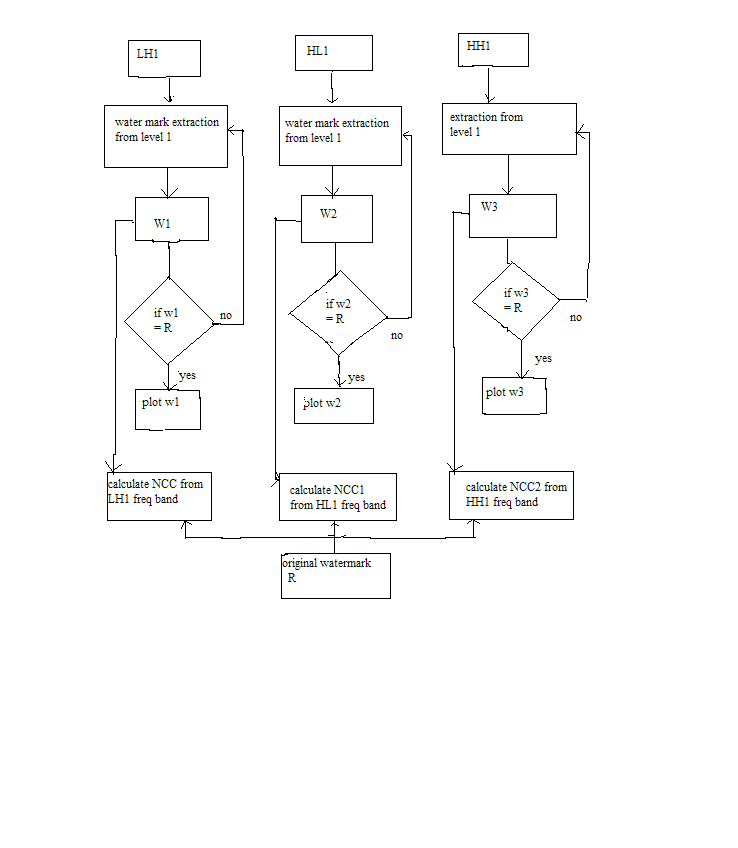 LH1
HL1
HH1
water mark extraction
from level 1
water mark extraction
from level 1
extraction from
level 1
W1
W2
W3
if w1
= R
no
yes
if w2
= R
no
yes
if w3
= R
no
yes
plot w1
plot w2
plot w3
calculate NCC from
LH1 freq band
calculate NCC1
from HL1 freq band
calculate NCC2 from
HH1 freq band
original watermark
R